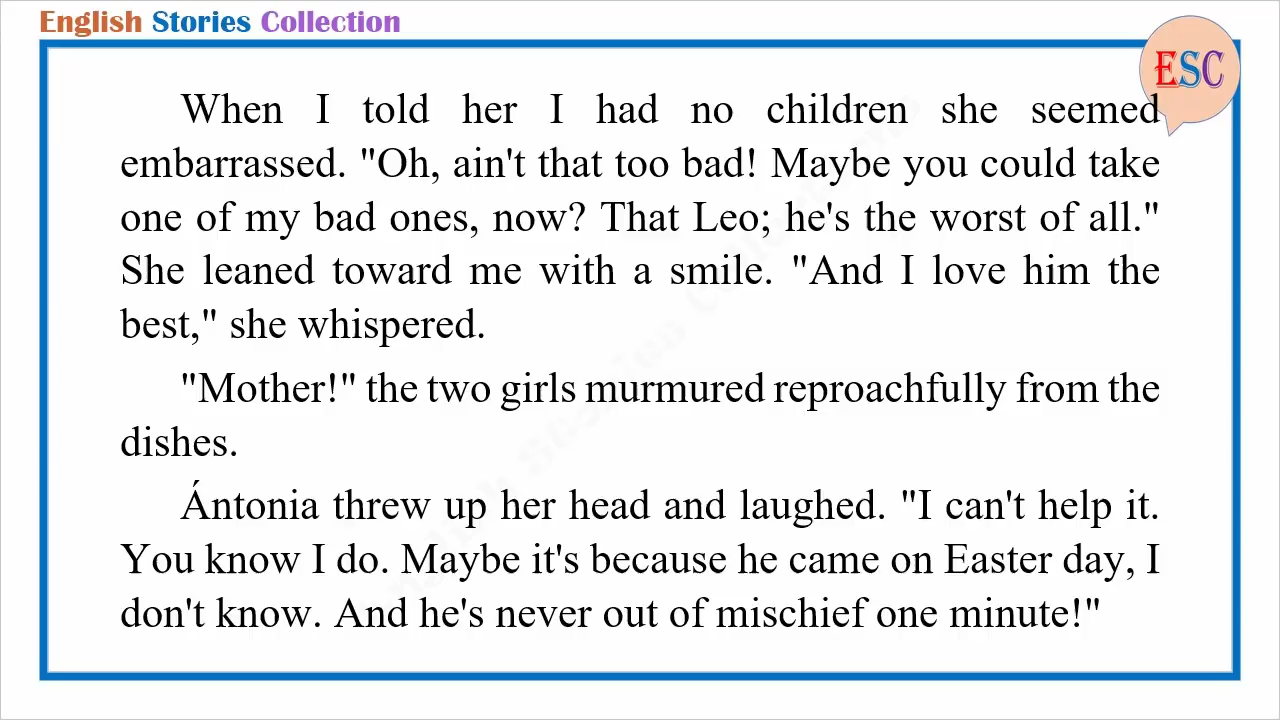 English Stories Collection
ESC
When I told her I had no children she seemed
embarrassed. "Oh, ain't that too bad! Maybe you could take
one of my bad ones, now? That Leo; he's the worst of all."
She leaned toward me with a smile. "And I love him the
best," she whispered.
"Mother!" the two girls murmured reproachfully from the
dishes.
Ántonia threw up her head and laughed. "I can't help it.
You know I do. Maybe it's because he came on Easter day, I
don't know. And he's never out of mischief one minute!"